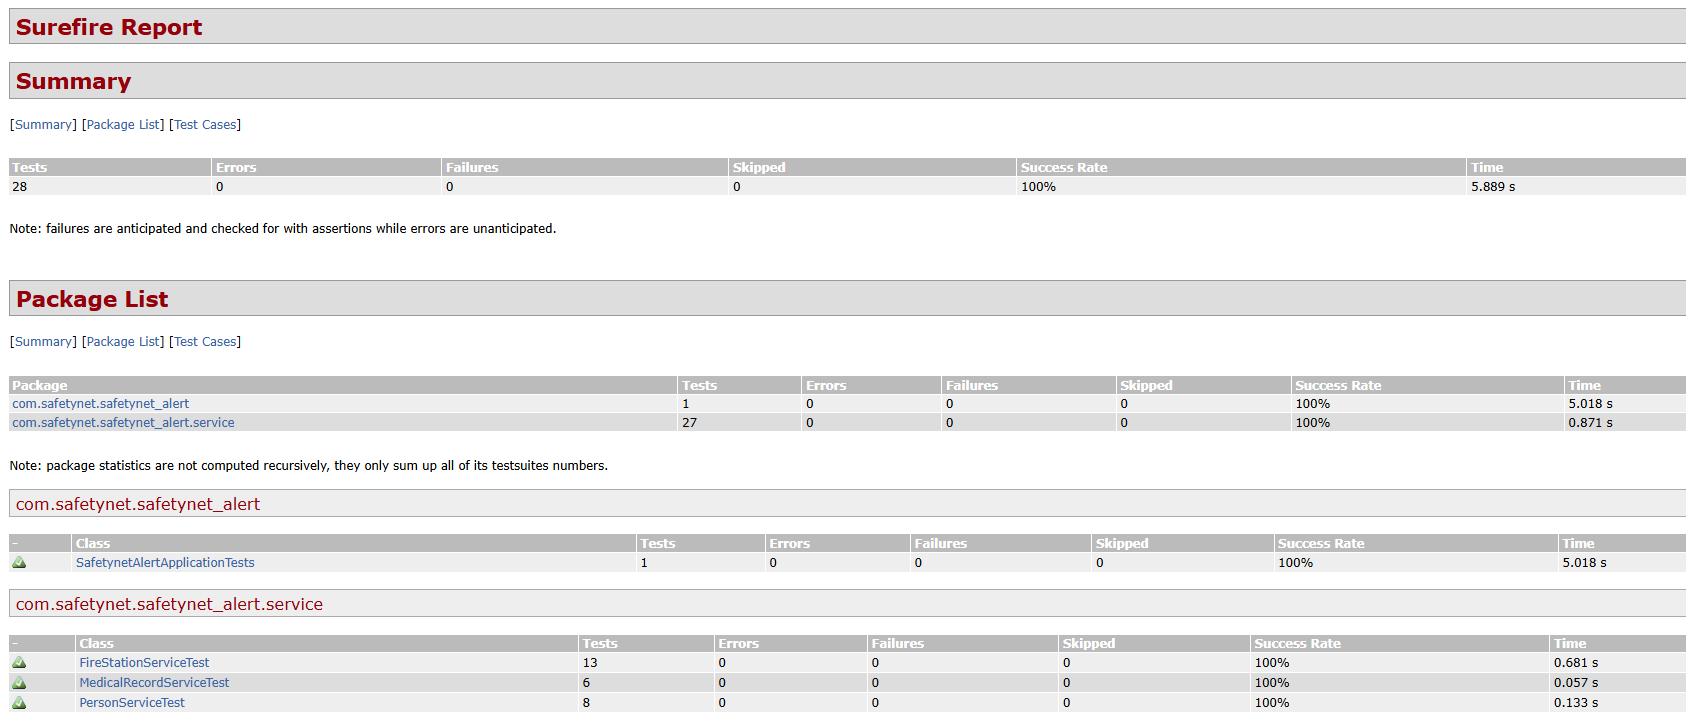 Surefire Report
Summary
[Summary] [Package List] [Test Cases]
Tests Errors Failures Skipped Success Rate Time
28 0 0 0 100% 5.889 s
Note: failures are anticipated and checked for with assertions while errors are unanticipated.
Package List
[Summary] [Package List] [Test Cases]
Package Tests Errors Failures Skipped Success Rate Time
com.safetynet.safetynet_alert 1 0 0 0 100% 5.018 s
com.safetynet.safetynet_alert.service 27 0 0 0 100% 0.871 s
Note: package statistics are not computed recursively, they only sum up all of its testsuites numbers.
com.safetynet.safetynet_alert
- Class Tests Errors Failures Skipped Success Rate Time
SafetynetAlertApplicationTests 1 0 0 0 100% 5.018 s
com.safetynet.safetynet_alert.service
- Class Tests Errors Failures Skipped Success Rate Time
FireStationServiceTest 13 0 0 0 100% 0.681 s
MedicalRecordServiceTest 6 0 0 0 100% 0.057 s
PersonServiceTest 8 0 0 0 100% 0.133 s